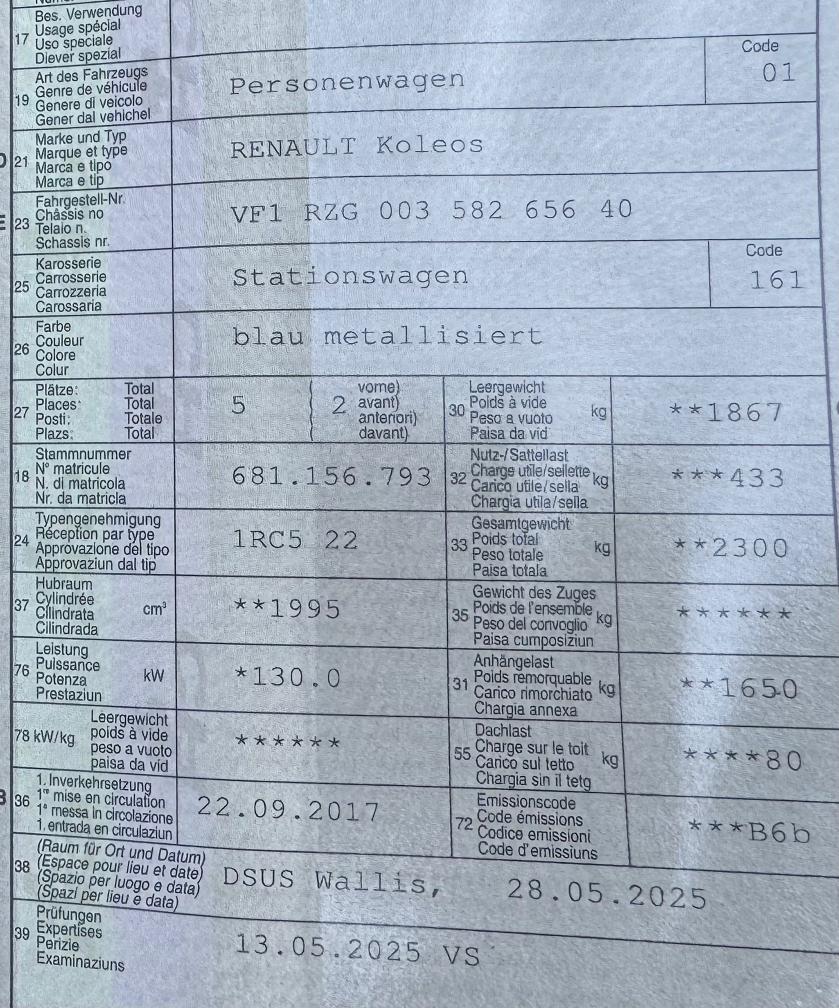 17 Bes. Verwendung
Usage spécial
Uso speciale
Diever spezial
19 Art des Fahrzeugs
Genre de véhicule
Genere di veicolo
Gener dal vehichel
Personenwagen
Code
01
21 Marke und Typ
Marque et type
Marca e tipo
Marca e tip
RENAULT Koleos
23 Fahrgestell-Nr.
Châssis no
Telaio n.
Schassis nr.
VF1 RZG 003 582 656 40
25 Karosserie
Carrosserie
Carrozzeria
Carossaria
Stationswagen
Code
161
26 Farbe
Couleur
Colore
Colur
blau metallisiert
27 Plätze: Total
Places: Total
Posti: Totale
Plazs: Total
5
( 2 vorne)
avant)
anteriori)
davant)
30 Leergewicht
Poids à vide
Peso a vuoto
Paisa da vid
kg
**1867
18 Stammnummer
N° matricule
N. di matricola
Nr. da matricla
681.156.793
32 Nutz-/Sattellast
Charge utile/sellette
Carico utile/sella
Chargia utila/sella
kg
***433
24 Typengenehmigung
Réception par type
Approvazione del tipo
Approvaziun dal tip
1RC5 22
33 Gesamtgewicht
Poids total
Peso totale
Paisa totala
kg
**2300
37 Hubraum
Cylindrée
Cilindrata
Cilindrada
cm³
**1995
35 Gewicht des Zuges
Poids de l'ensemble
Peso del convoglio
Paisa cumposiziun
kg
******
76 Leistung
Puissance
Potenza
Prestaziun
kW
*130.0
31 Anhängelast
Poids remorquable
Carico rimorchiato
Chargia annexa
kg
**1650
78 kW/kg
Leergewicht
poids à vide
peso a vuoto
paisa da vid
******
55 Dachlast
Charge sur le toit
Carico sul tetto
Chargia sin il tetg
kg
****80
36 1. Inverkehrsetzung
1re mise en circulation
1a messa in circolazione
1. entrada en circulaziun
22.09.2017
72 Emissionscode
Code émissions
Codice emissioni
Code d'emissiuns
***B6b
38 (Raum für Ort und Datum)
(Espace pour lieu et date)
(Spazio per luogo e data)
(Spazi per lieu e data)
DSUS Wallis, 28.05.2025
39 Prüfungen
Expertises
Perizie
Examinaziuns
13.05.2025 VS